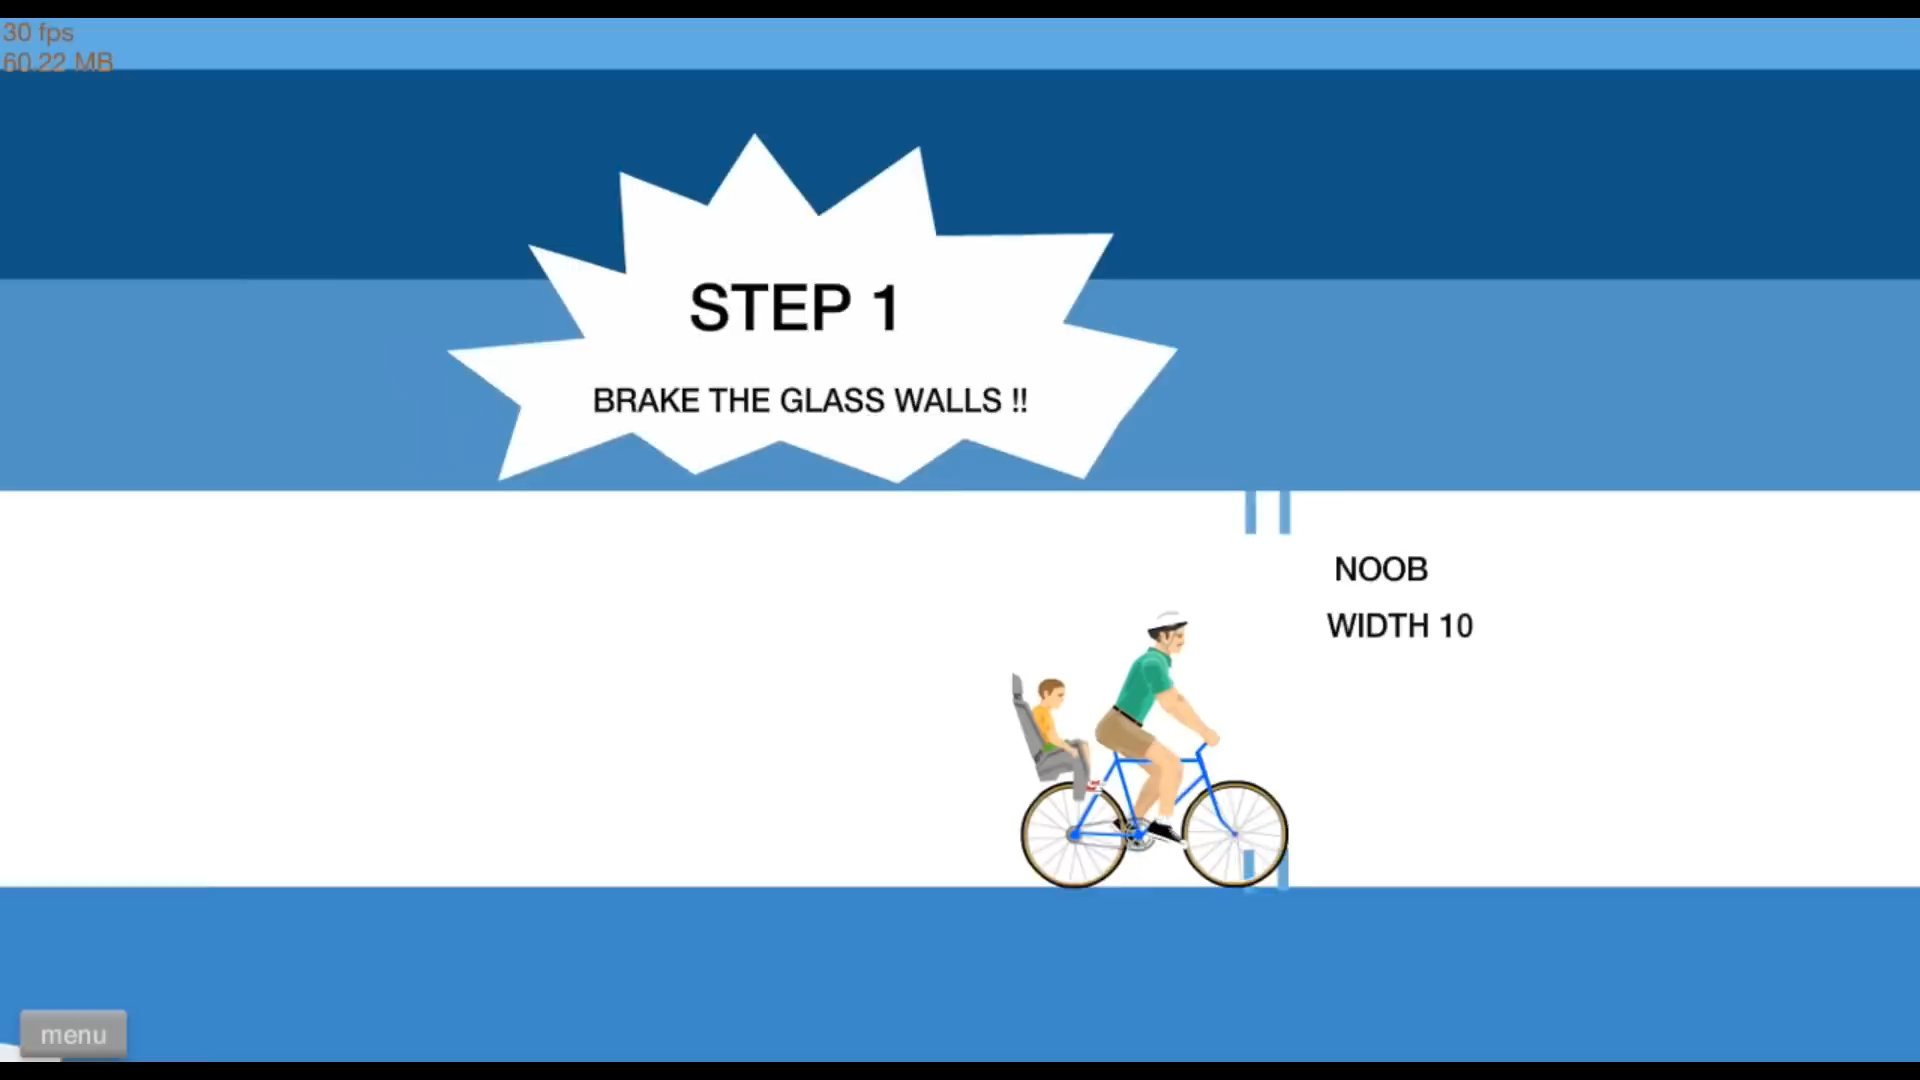 30 fps
60.22 MB
STEP 1
BRAKE THE GLASS WALLS !!
NOOB
WIDTH 10
menu